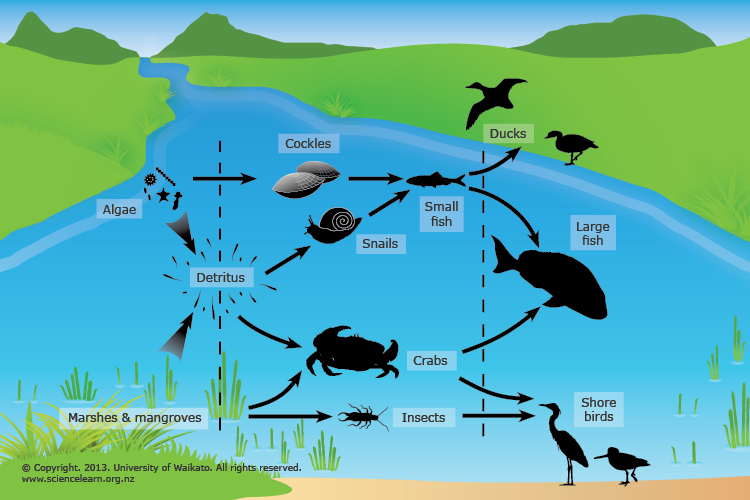 Ducks
Cockles
Algae
Small
fish
Large
fish
Snails
Detritus
Crabs
Shore
birds
Marshes & mangroves
Insects
© Copyright. 2013. University of Waikato. All rights reserved.
www.sciencelearn.org.nz